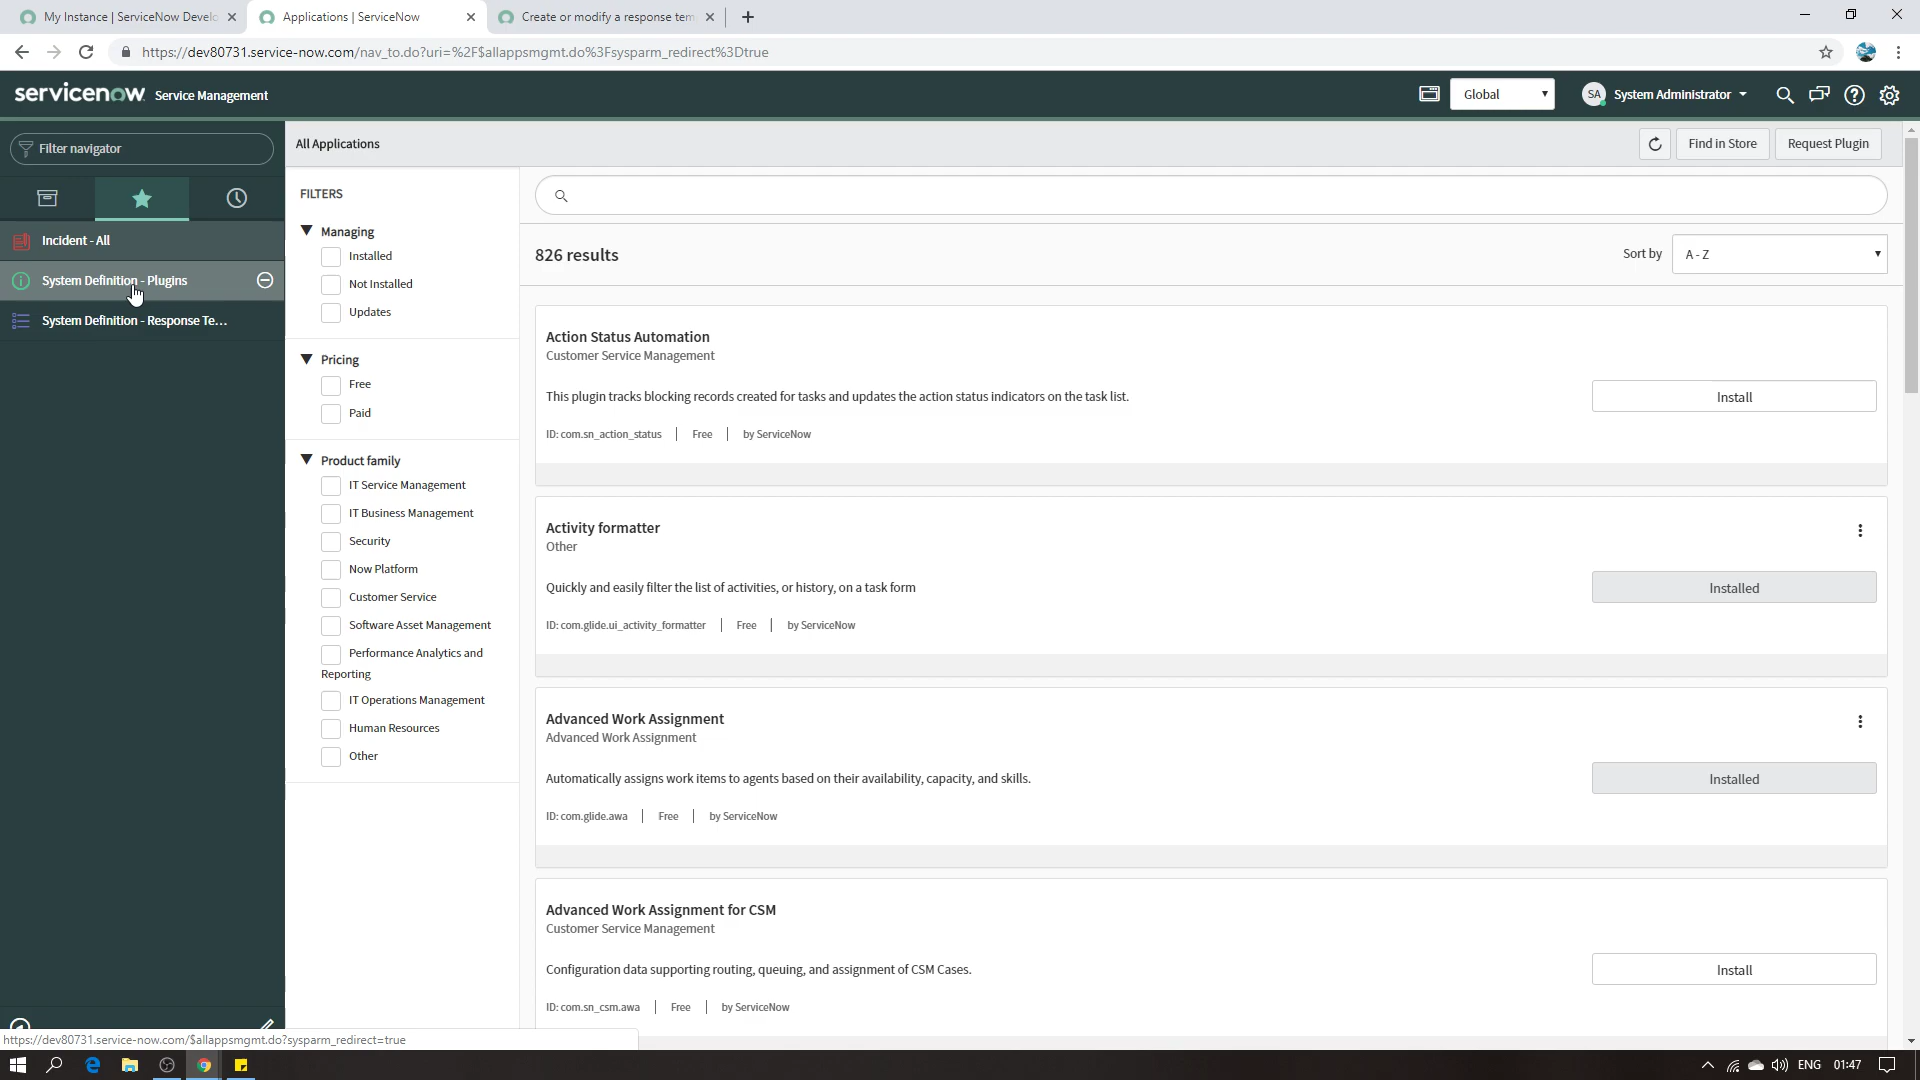 My Instance | ServiceNow Develo
Applications | ServiceNow
Create or modify a response tem
https://dev80731.service-now.com/nav_to.do?uri=%2F$allappsmgmt.do%3Fsysparm_redirect%3Dtrue
servicenow Service Management
Global
SA System Administrator
Filter navigator
All Applications
Find in Store
Request Plugin
Incident - All
System Definition - Plugins
System Definition - Response Te...
FILTERS
Managing
Installed
Not Installed
Updates
Pricing
Free
Paid
Product family
IT Service Management
IT Business Management
Security
Now Platform
Customer Service
Software Asset Management
Performance Analytics and
Reporting
IT Operations Management
Human Resources
Other
826 results
Sort by
A - Z
Action Status Automation
Customer Service Management
This plugin tracks blocking records created for tasks and updates the action status indicators on the task list.
Install
ID: com.sn_action_status | Free | by ServiceNow
Activity formatter
Other
Quickly and easily filter the list of activities, or history, on a task form
Installed
ID: com.glide.ui_activity_formatter | Free | by ServiceNow
Advanced Work Assignment
Advanced Work Assignment
Automatically assigns work items to agents based on their availability, capacity, and skills.
Installed
ID: com.glide.awa | Free | by ServiceNow
Advanced Work Assignment for CSM
Customer Service Management
Configuration data supporting routing, queuing, and assignment of CSM Cases.
Install
ID: com.sn_csm.awa | Free | by ServiceNow
https://dev80731.service-now.com/$allappsmgmt.do?sysparm_redirect=true
ENG
01:47